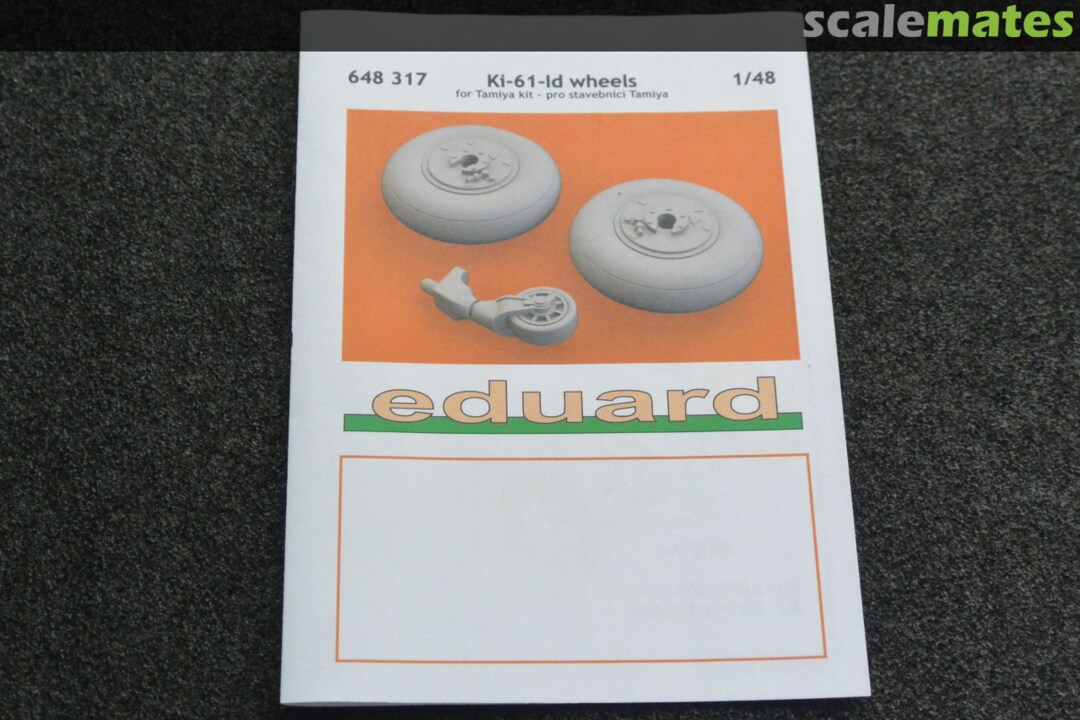 scalemates
648 317 Ki-61-Id wheels 1/48
for Tamiya kit - pro stavebnici Tamiya
eduard